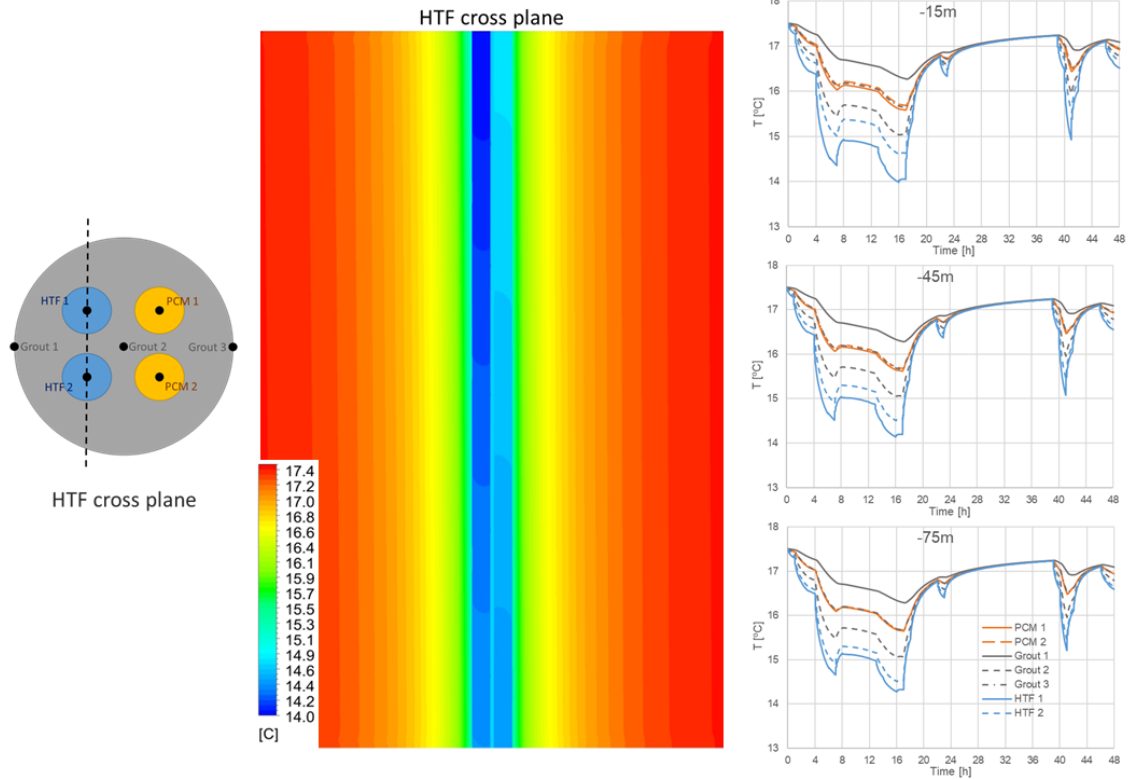 HTF cross plane
HTF 1
PCM 1
Grout 1
Grout 2
Grout 3
HTF 2
PCM 2
HTF cross plane
17.4
17.2
17.0
16.8
16.6
16.4
16.1
15.9
15.7
15.5
15.3
15.1
14.9
14.6
14.4
14.2
14.0
[C]
-15m
18
17
16
15
14
13
T [°C]
0 4 8 12 16 20 24 28 32 36 40 44 48
Time [h]
-45m
18
17
16
15
14
13
T [°C]
0 4 8 12 16 20 24 28 32 36 40 44 48
Time [h]
-75m
18
17
16
15
14
13
T [°C]
PCM 1
PCM 2
Grout 1
Grout 2
Grout 3
HTF 1
HTF 2
0 4 8 12 16 20 24 28 32 36 40 44 48
Time [h]